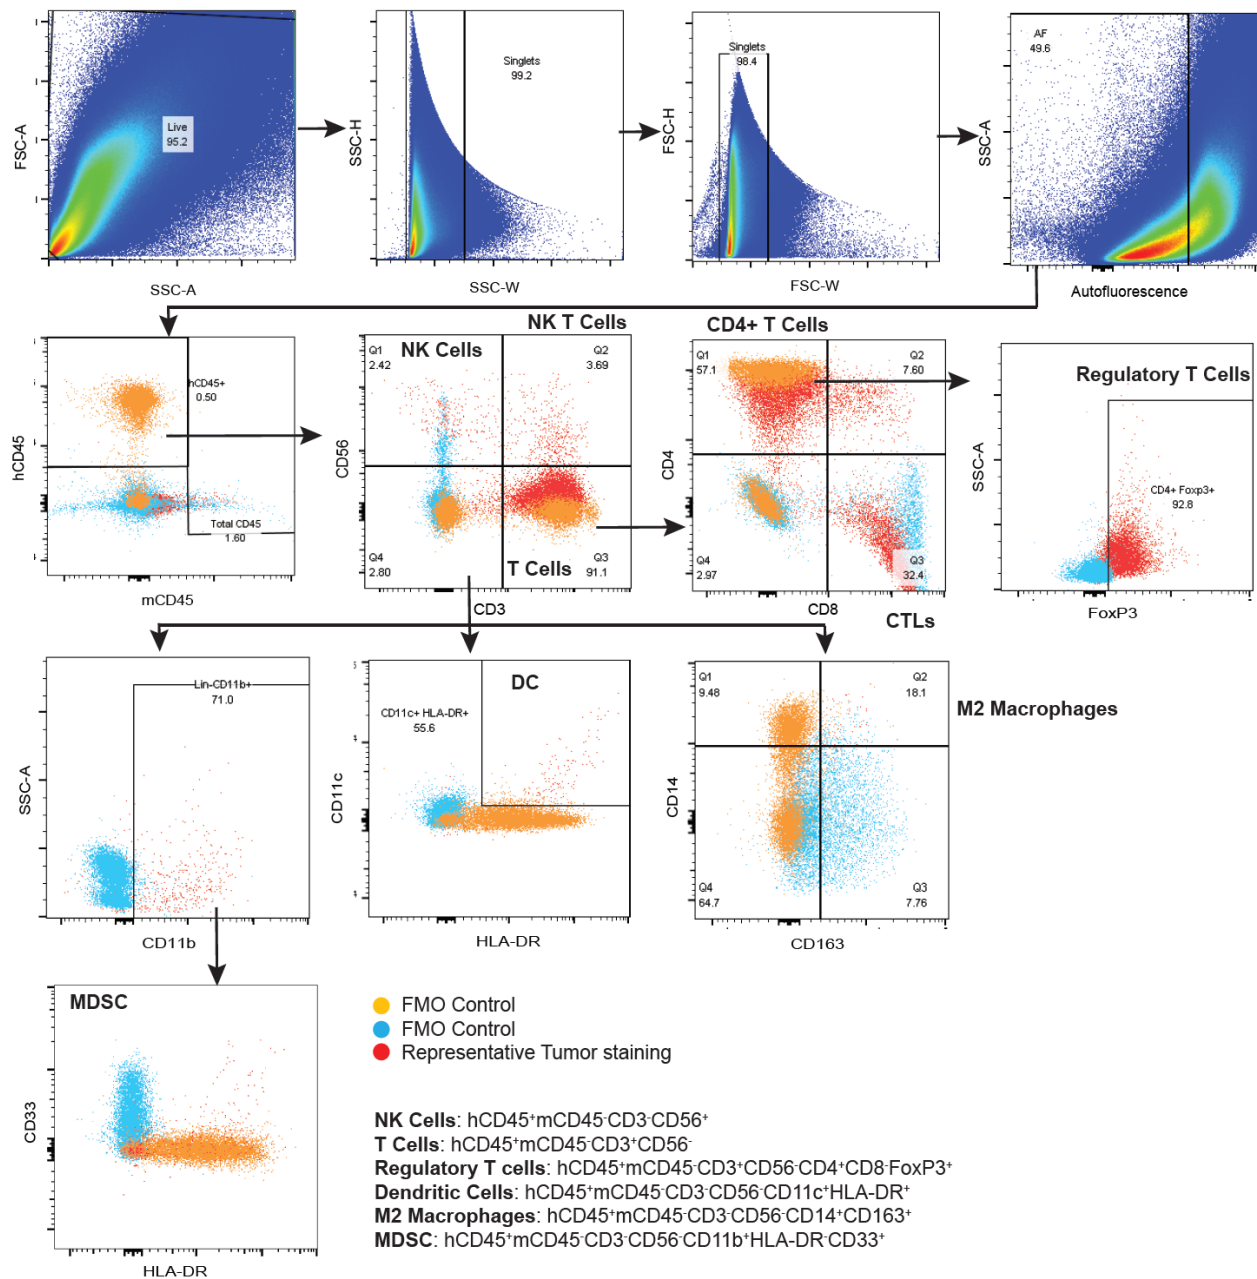 FSC-A
Live
95.2
SSC-A
SSC-H
Singlets
99.2
SSC-W
FSC-H
Singlets
98.4
FSC-W
SSC-A
AF
49.6
Autofluorescence
hCD45
hCD45+
0.50
Total CD45
1.60
mCD45
NK T Cells
NK Cells
Q1
2.42
Q2
3.69
CD56
Q4
2.80
T Cells
Q3
91.1
CD3
CD4+ T Cells
Q1
57.1
Q2
7.60
CD4
Q4
2.97
Q3
32.4
CD8
CTLs
Regulatory T Cells
SSC-A
CD4+ Foxp3+
92.8
FoxP3
SSC-A
Lin-CD11b+
71.0
CD11b
DC
CD11c+ HLA-DR+
55.6
CD11c
HLA-DR
Q1
9.48
Q2
18.1
M2 Macrophages
CD14
Q4
64.7
Q3
7.76
CD163
MDSC
CD33
HLA-DR
FMO Control
FMO Control
Representative Tumor staining
NK Cells: hCD45⁺mCD45⁻CD3⁻CD56⁺
T Cells: hCD45⁺mCD45⁻CD3⁺CD56⁻
Regulatory T cells: hCD45⁺mCD45⁻CD3⁺CD56⁻CD4⁺CD8⁻FoxP3⁺
Dendritic Cells: hCD45⁺mCD45⁻CD3⁻CD56⁻CD11c⁺HLA-DR⁺
M2 Macrophages: hCD45⁺mCD45⁻CD3⁻CD56⁻CD14⁺CD163⁺
MDSC: hCD45⁺mCD45⁻CD3⁻CD56⁻CD11b⁺HLA-DR⁻CD33⁺